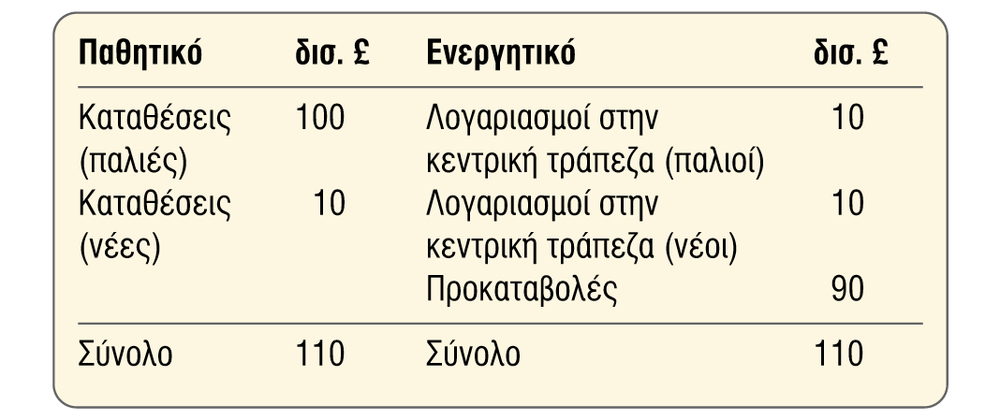 Παθητικό δισ. £ Ενεργητικό δισ. £
Καταθέσεις 100 Λογαριασμοί στην 10
(παλιές) κεντρική τράπεζα (παλιοί)
Καταθέσεις 10 Λογαριασμοί στην 10
(νέες) κεντρική τράπεζα (νέοι)
Προκαταβολές 90
Σύνολο 110 Σύνολο 110